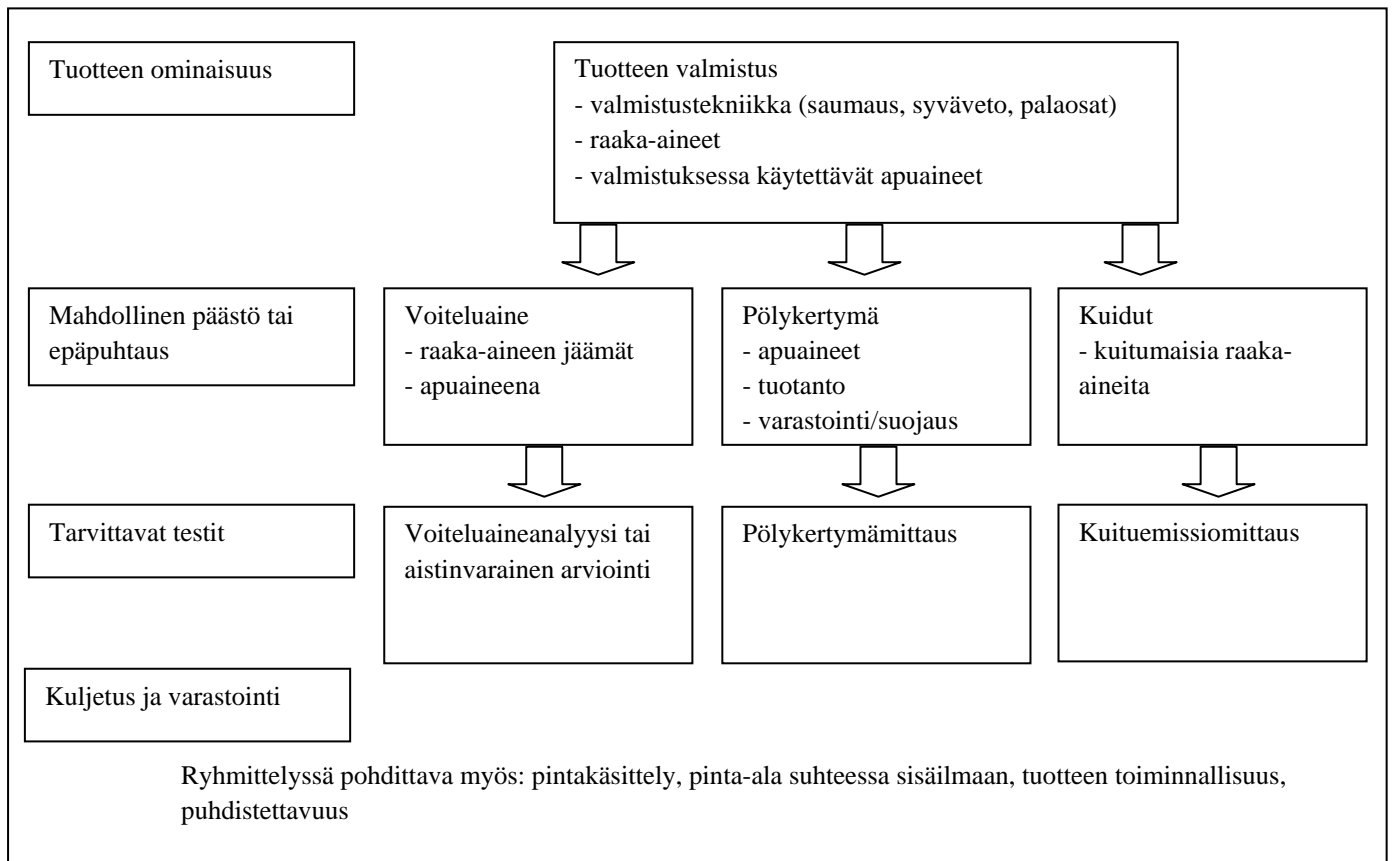 Tuotteen ominaisuus
Tuotteen valmistus
- valmistustekniikka (saumaus, syväveto, palaosat)
- raaka-aineet
- valmistuksessa käytettävät apuaineet
Mahdollinen päästö tai
epäpuhtaus
Voiteluaine
- raaka-aineen jäämät
- apuaineena
Pölykertymä
- apuaineet
- tuotanto
- varastointi/suojaus
Kuidut
- kuitumaisia raaka-
aineita
Tarvittavat testit
Voiteluaineanalyysi tai
aistinvarainen arviointi
Pölykertymämittaus
Kuituemissiomittaus
Kuljetus ja varastointi
Ryhmittelyssä pohdittava myös: pintakäsittely, pinta-ala suhteessa sisäilmaan, tuotteen toiminnallisuus,
puhdistettavuus